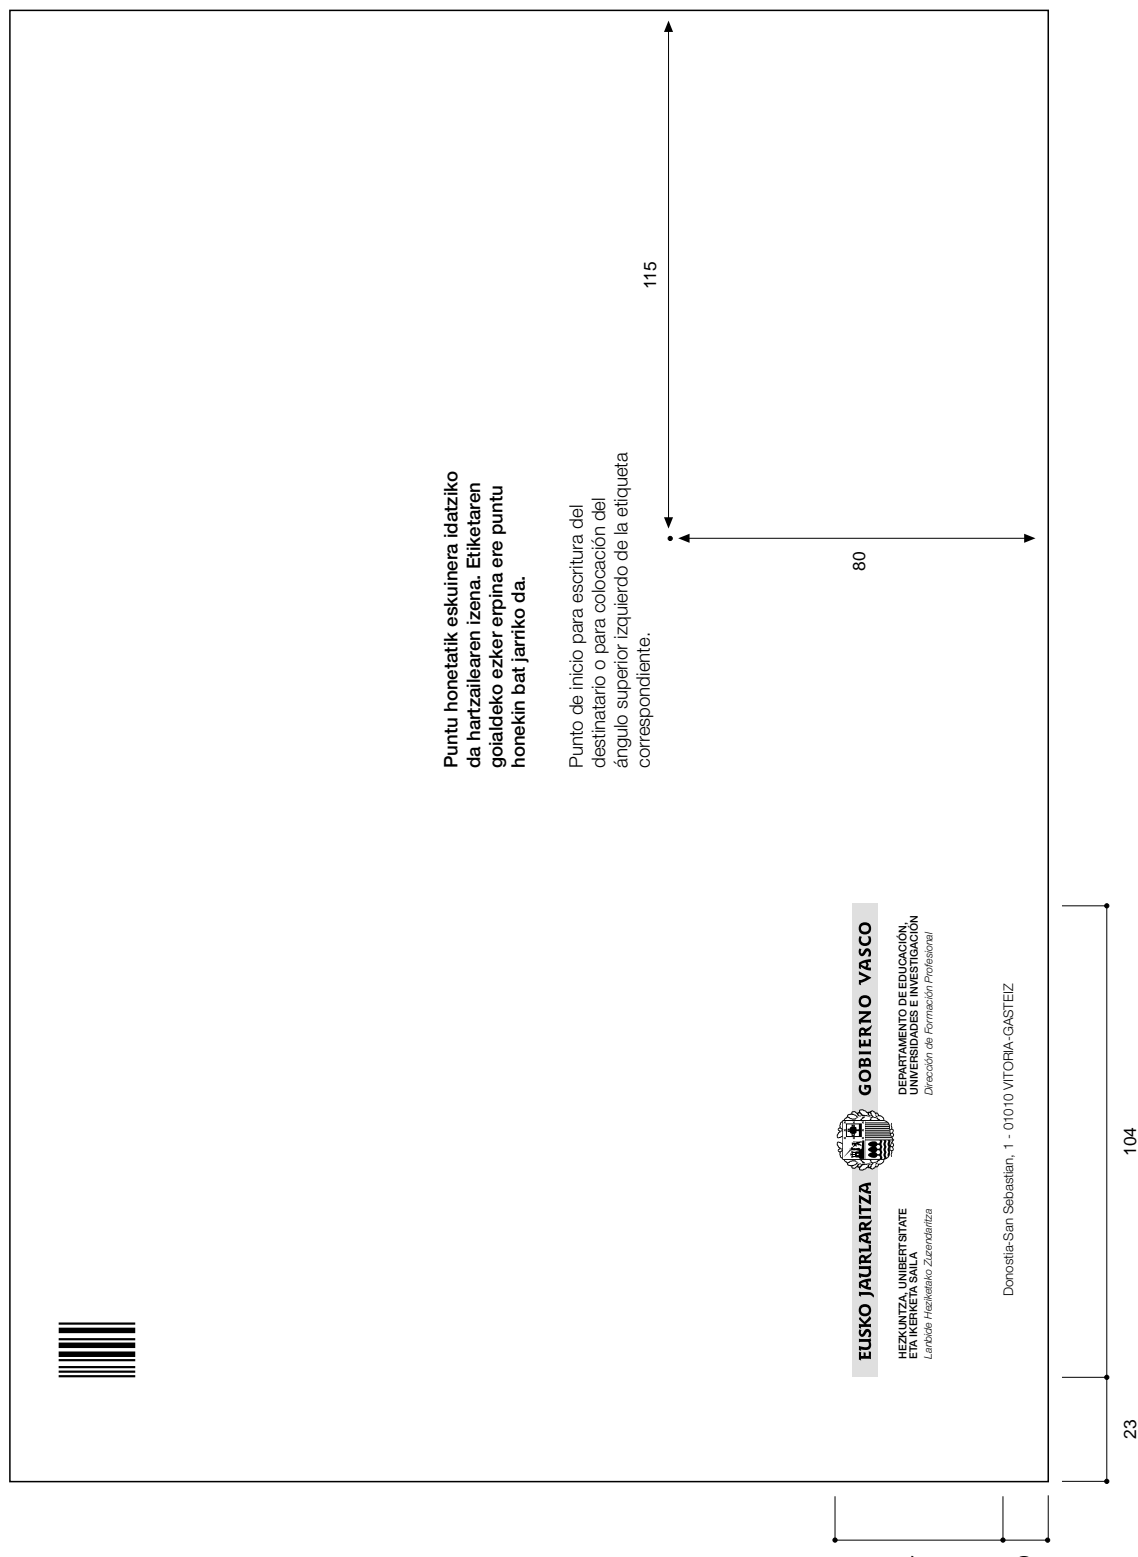 Puntu honetatik eskuinera idatziko
da hartzailearen izena. Etiketaren
goialdeko ezker erpina ere puntu
honekin bat jarriko da.
Punto de inicio para escritura del
destinatario o para colocación del
ángulo superior izquierdo de la etiqueta
correspondiente.
115
80
EUSKO JAURLARITZA
GOBIERNO VASCO
HEZKUNTZA, UNIBERTSITATE
ETA IKERKETA SAILA
Lanbide Heziketako Zuzendaritza
DEPARTAMENTO DE EDUCACIÓN,
UNIVERSIDADES E INVESTIGACIÓN
Dirección de Formación Profesional
Donostia-San Sebastian, 1 - 01010 VITORIA-GASTEIZ
23
104